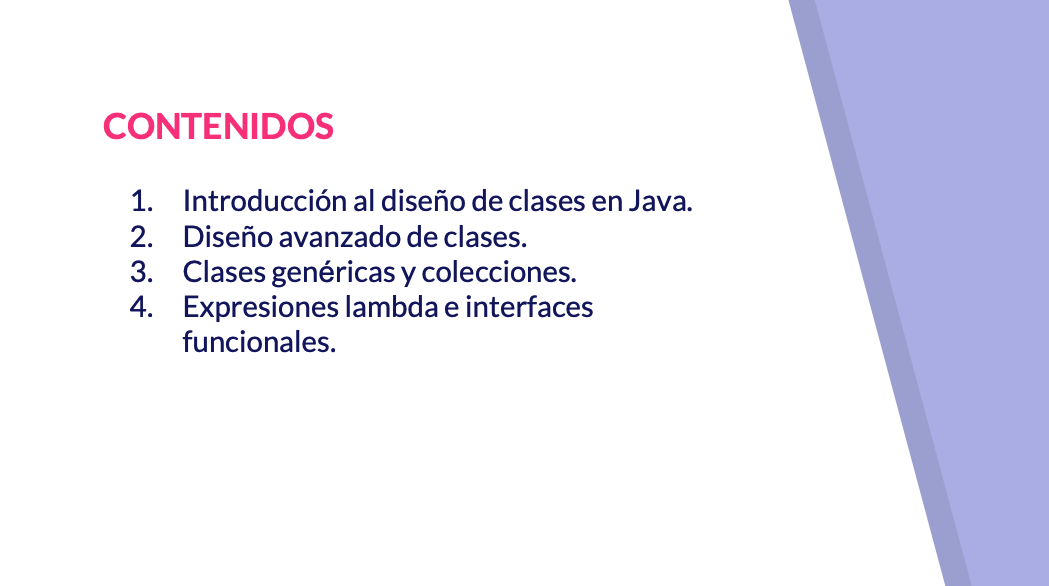 CONTENIDOS
1. Introducción al diseño de clases en Java.
2. Diseño avanzado de clases.
3. Clases genéricas y colecciones.
4. Expresiones lambda e interfaces
funcionales.